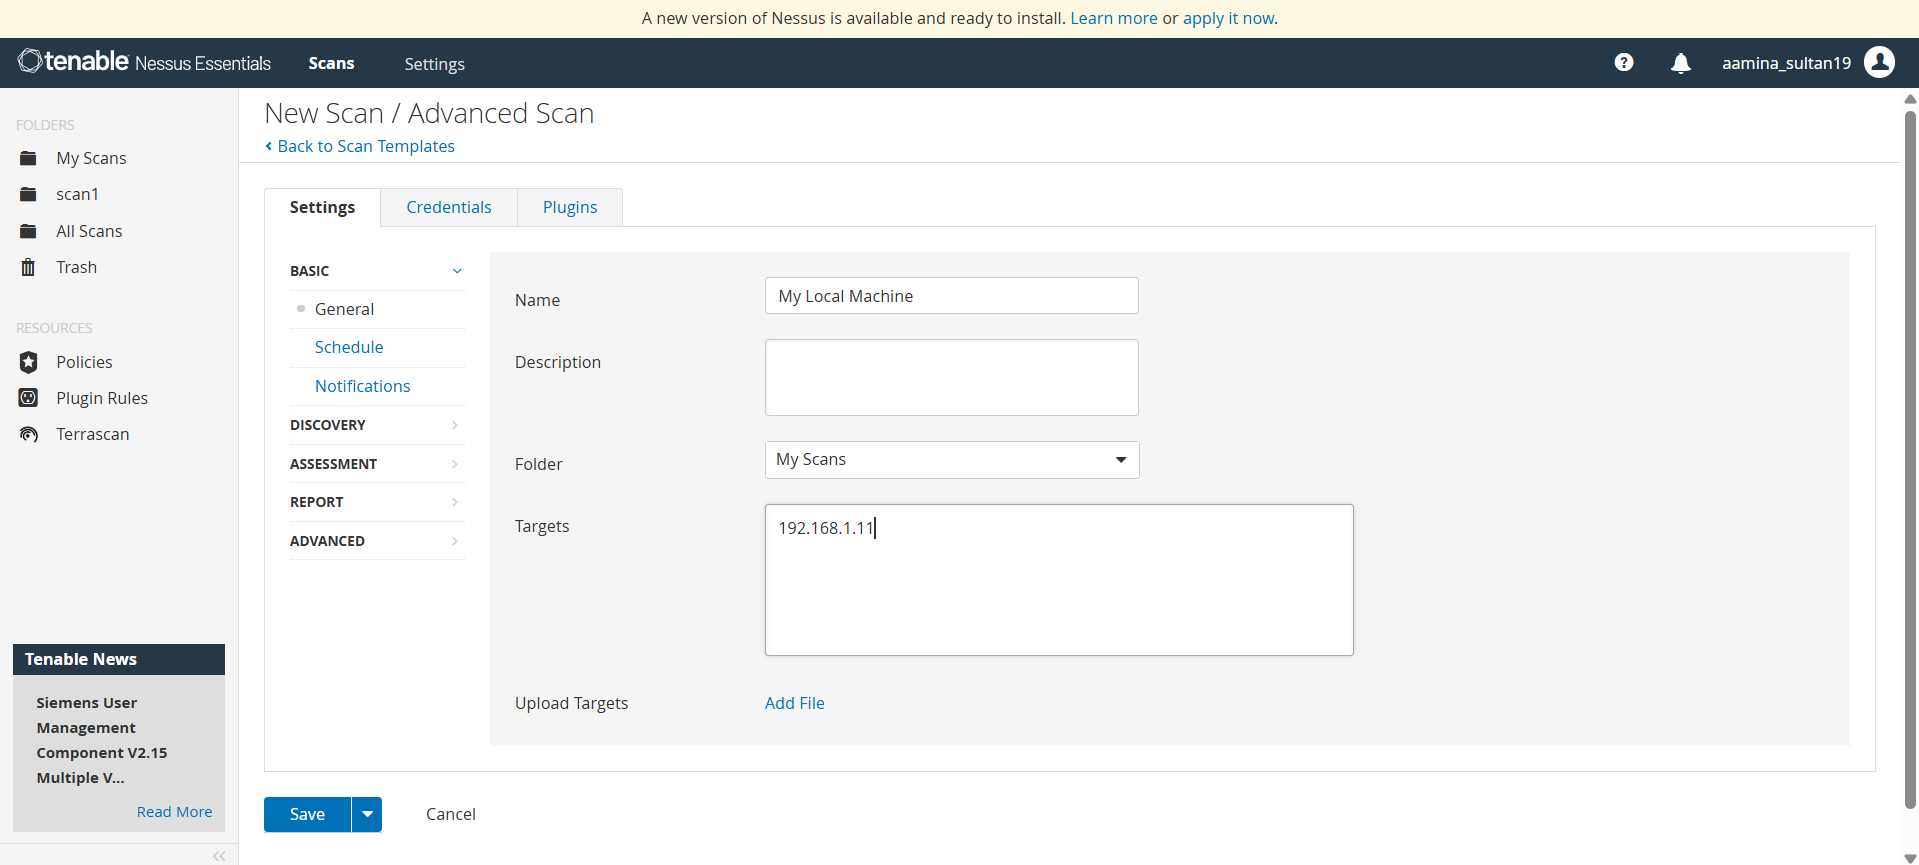 A new version of Nessus is available and ready to install. Learn more or apply it now.
tenable Nessus Essentials
Scans
Settings
?
aamina_sultan19
FOLDERS
My Scans
scan1
All Scans
Trash
RESOURCES
Policies
Plugin Rules
Terrascan
Tenable News
Siemens User
Management
Component V2.15
Multiple V...
Read More
New Scan / Advanced Scan
Back to Scan Templates
Settings
Credentials
Plugins
BASIC
General
Schedule
Notifications
DISCOVERY
ASSESSMENT
REPORT
ADVANCED
Name
My Local Machine
Description
Folder
My Scans
Targets
192.168.1.11
Upload Targets
Add File
Save
Cancel